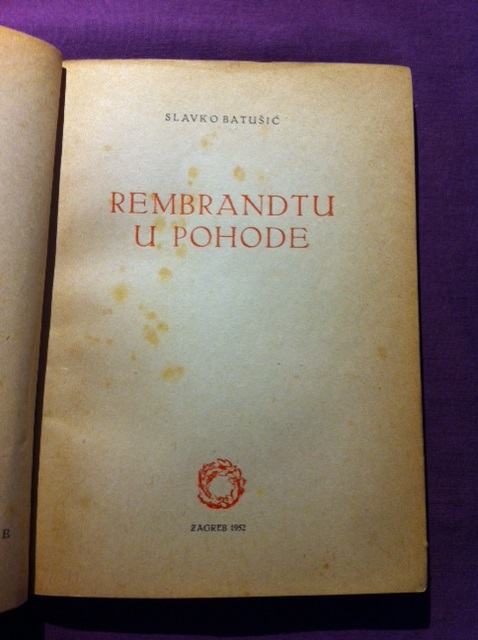 SLAVKO BATUŠIĆ
REMBRANDTU
U POHODE
ZAGREB 1952
E